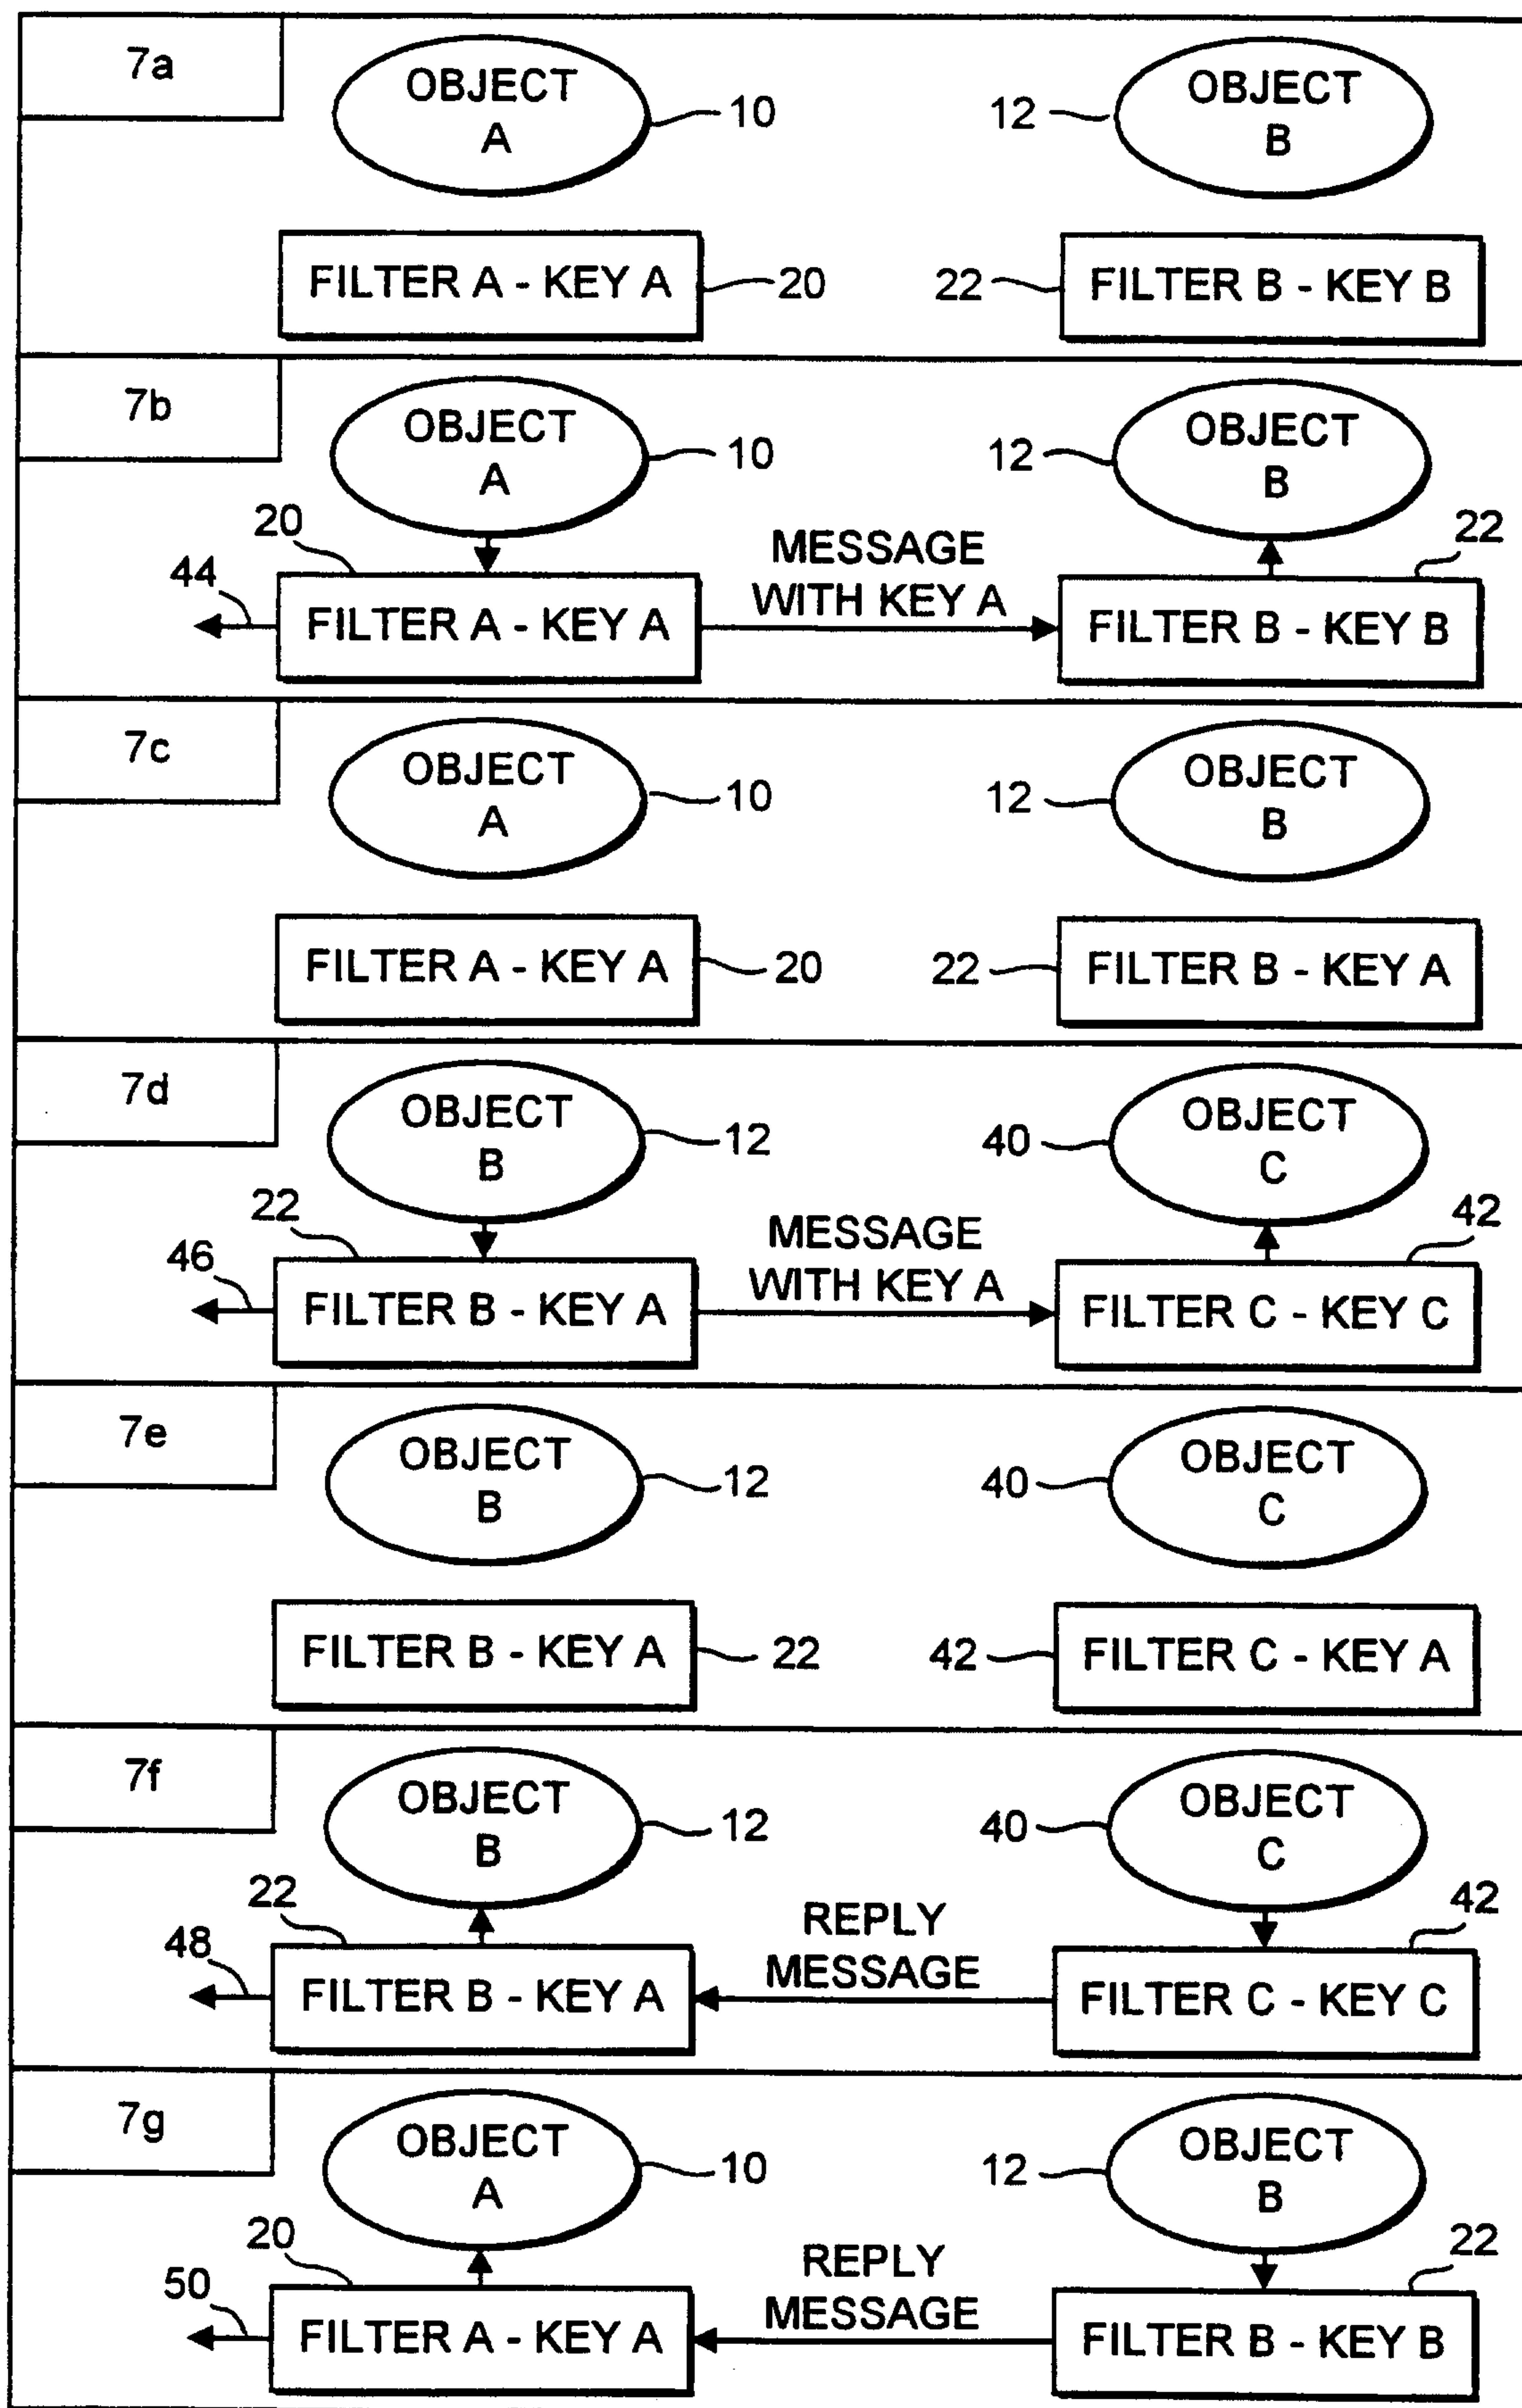 7a
OBJECT
A
10
12
OBJECT
B
FILTER A - KEY A
20
22
FILTER B - KEY B
7b
OBJECT
A
10
12
OBJECT
B
20
44
FILTER A - KEY A
MESSAGE
WITH KEY A
22
FILTER B - KEY B
7c
OBJECT
A
10
12
OBJECT
B
FILTER A - KEY A
20
22
FILTER B - KEY A
7d
OBJECT
B
12
40
OBJECT
C
22
46
FILTER B - KEY A
MESSAGE
WITH KEY A
42
FILTER C - KEY C
7e
OBJECT
B
12
40
OBJECT
C
FILTER B - KEY A
22
42
FILTER C - KEY A
7f
OBJECT
B
12
40
OBJECT
C
22
48
FILTER B - KEY A
REPLY
MESSAGE
42
FILTER C - KEY C
7g
OBJECT
A
10
12
OBJECT
B
20
50
FILTER A - KEY A
REPLY
MESSAGE
22
FILTER B - KEY B